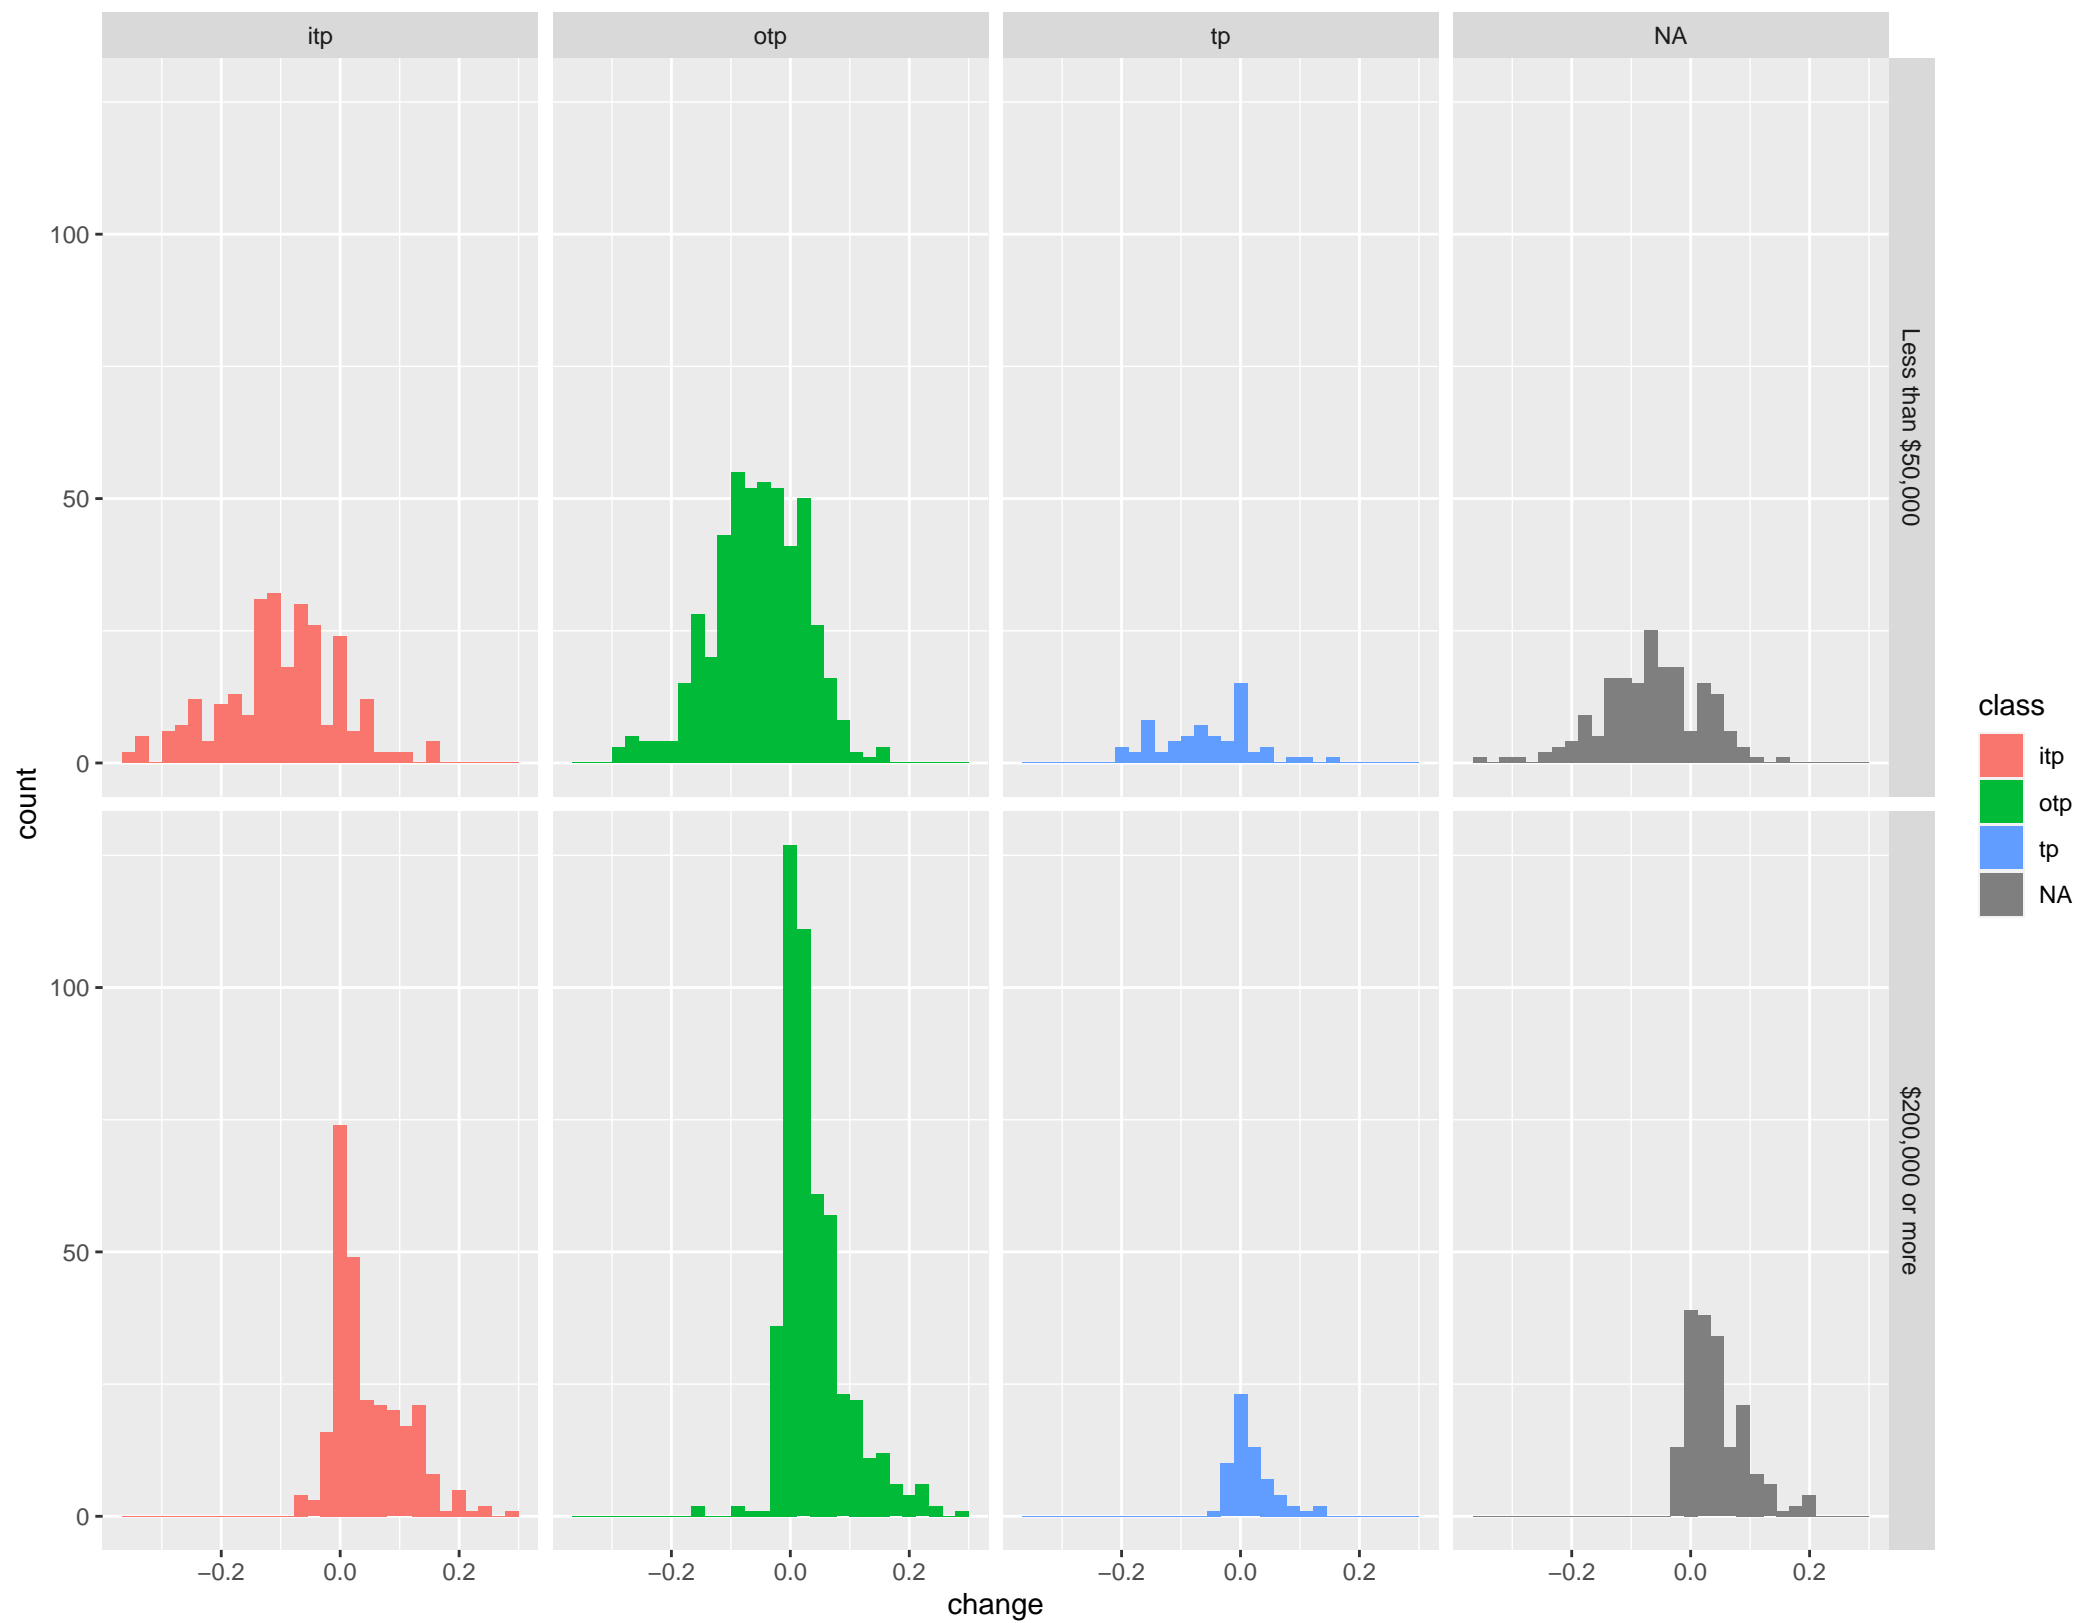 itp otp tp NA
100
50
0
Less than $50,000
100
50
0
$200,000 or more
−0.2 0.0 0.2 −0.2 0.0 0.2 −0.2 0.0 0.2 −0.2 0.0 0.2
change
count
class
itp
otp
tp
NA